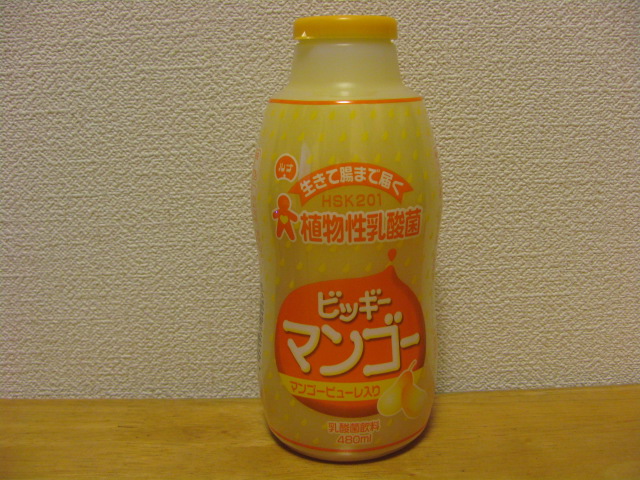 ルナ
生きて腸まで届く
HSK201
植物性乳酸菌
ビッギー
マンゴー
マンゴーピューレ入り
乳酸菌飲料
480ml